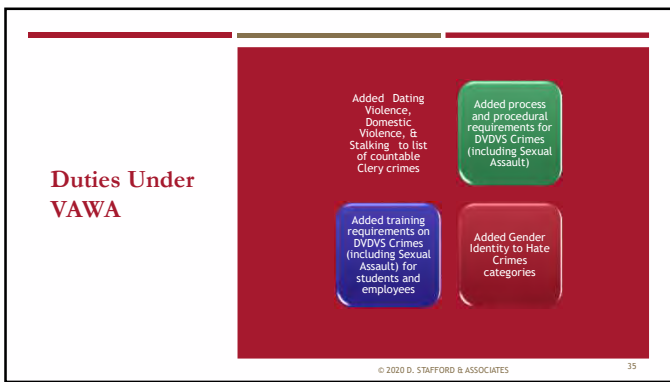 Duties Under
VAWA
Added Dating
Violence,
Domestic
Violence, &
Stalking to list
of countable
Clery crimes
Added process
and procedural
requirements for
DVDVS Crimes
(including Sexual
Assault)
Added training
requirements on
DVDVS Crimes
(including Sexual
Assault) for
students and
employees
Added Gender
Identity to Hate
Crimes
categories
© 2020 D. STAFFORD & ASSOCIATES
35